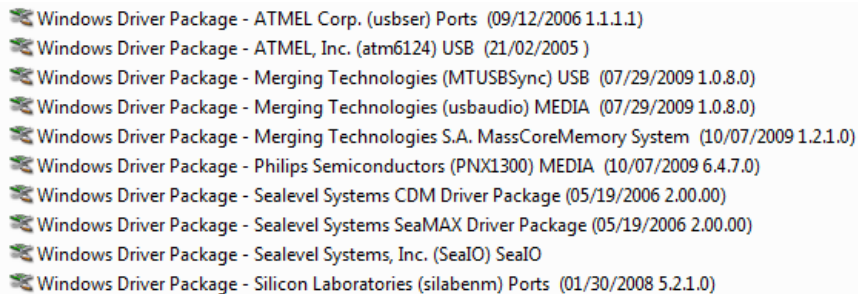 Windows Driver Package - ATMEL Corp. (usbser) Ports  (09/12/2006 1.1.1.1)
Windows Driver Package - ATMEL, Inc. (atm6124) USB  (21/02/2005 )
Windows Driver Package - Merging Technologies (MTUSBSync) USB  (07/29/2009 1.0.8.0)
Windows Driver Package - Merging Technologies (usbaudio) MEDIA  (07/29/2009 1.0.8.0)
Windows Driver Package - Merging Technologies S.A. MassCoreMemory System  (10/07/2009 1.2.1.0)
Windows Driver Package - Philips Semiconductors (PNX1300) MEDIA  (10/07/2009 6.4.7.0)
Windows Driver Package - Sealevel Systems CDM Driver Package (05/19/2006 2.00.00)
Windows Driver Package - Sealevel Systems SeaMAX Driver Package (05/19/2006 2.00.00)
Windows Driver Package - Sealevel Systems, Inc. (SeaIO) SeaIO
Windows Driver Package - Silicon Laboratories (silabenm) Ports  (01/30/2008 5.2.1.0)